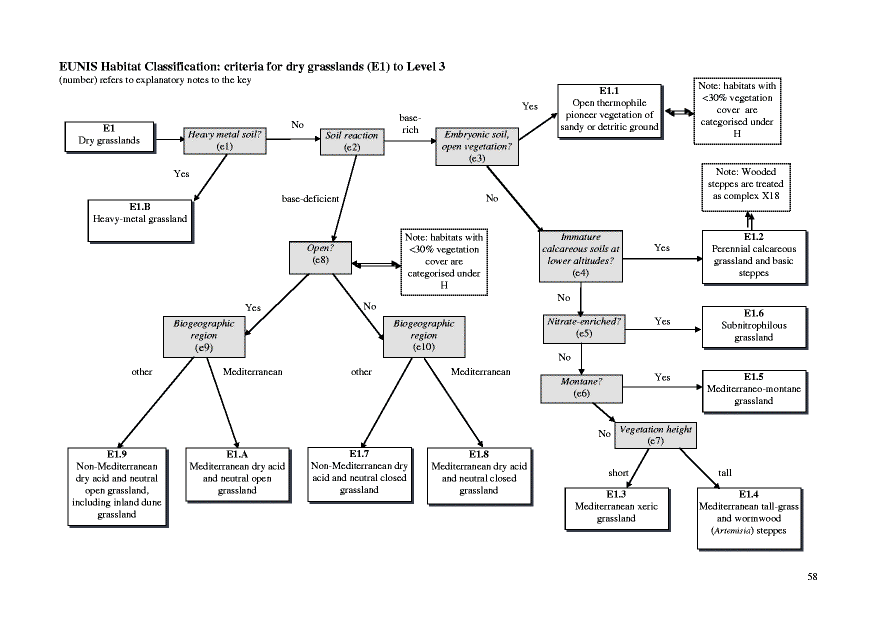 EUNIS Habitat Classification: criteria for dry grasslands (E1) to Level 3
(number) refers to explanatory notes to the key
E1
Dry grasslands
Heavy metal soil?
(e1)
No
Soil reaction
(e2)
base-
rich
Embryonic soil,
open vegetation?
(e3)
Yes
E1.1
Open thermophile
pioneer vegetation of
sandy or detritic ground
Note: habitats with
<30% vegetation
cover are
categorised under
H
Yes
E1.B
Heavy-metal grassland
base-deficient
No
Note: Wooded
steppes are treated
as complex X18
Open?
(e8)
Note: habitats with
<30% vegetation
cover are
categorised under
H
Immature
calcareous soils at
lower altitudes?
(e4)
Yes
E1.2
Perennial calcareous
grassland and basic
steppes
Yes
No
No
Biogeographic
region
(e9)
Biogeographic
region
(e10)
Nitrate-enriched?
(e5)
Yes
E1.6
Subnitrophilous
grassland
No
other
Mediterranean
other
Mediterranean
Montane?
(e6)
Yes
E1.5
Mediterraneo-montane
grassland
No
Vegetation height
(e7)
E1.9
Non-Mediterranean
dry acid and neutral
open grassland,
including inland dune
grassland
E1.A
Mediterranean dry acid
and neutral open
grassland
E1.7
Non-Mediterranean dry
acid and neutral closed
grassland
E1.8
Mediterranean dry acid
and neutral closed
grassland
short
tall
E1.3
Mediterranean xeric
grassland
E1.4
Mediterranean tall-grass
and wormwood
(Artemisia) steppes
58